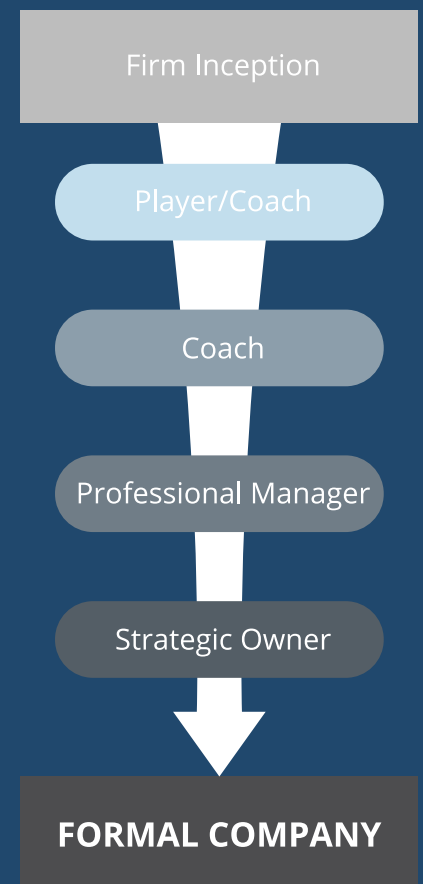 Firm Inception
Player/Coach
Coach
Professional Manager
Strategic Owner
FORMAL COMPANY